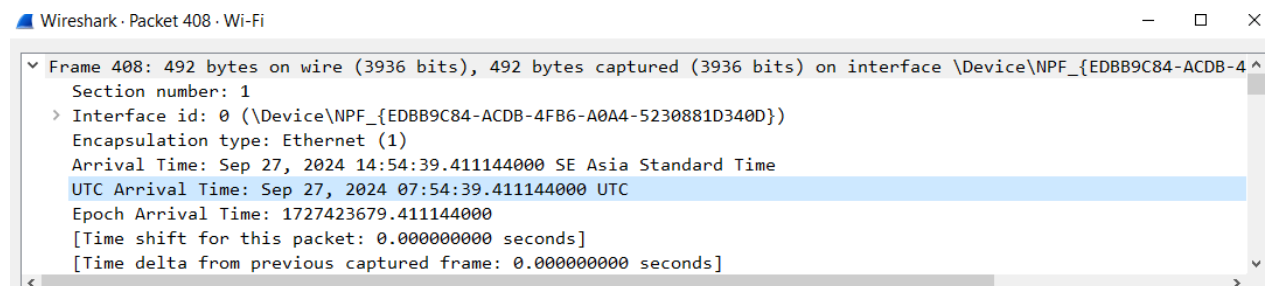 Wireshark · Packet 408 · Wi-Fi
Frame 408: 492 bytes on wire (3936 bits), 492 bytes captured (3936 bits) on interface \Device\NPF_{EDBB9C84-ACDB-4
Section number: 1
Interface id: 0 (\Device\NPF_{EDBB9C84-ACDB-4FB6-A0A4-5230881D340D})
Encapsulation type: Ethernet (1)
Arrival Time: Sep 27, 2024 14:54:39.411144000 SE Asia Standard Time
UTC Arrival Time: Sep 27, 2024 07:54:39.411144000 UTC
Epoch Arrival Time: 1727423679.411144000
[Time shift for this packet: 0.000000000 seconds]
[Time delta from previous captured frame: 0.000000000 seconds]